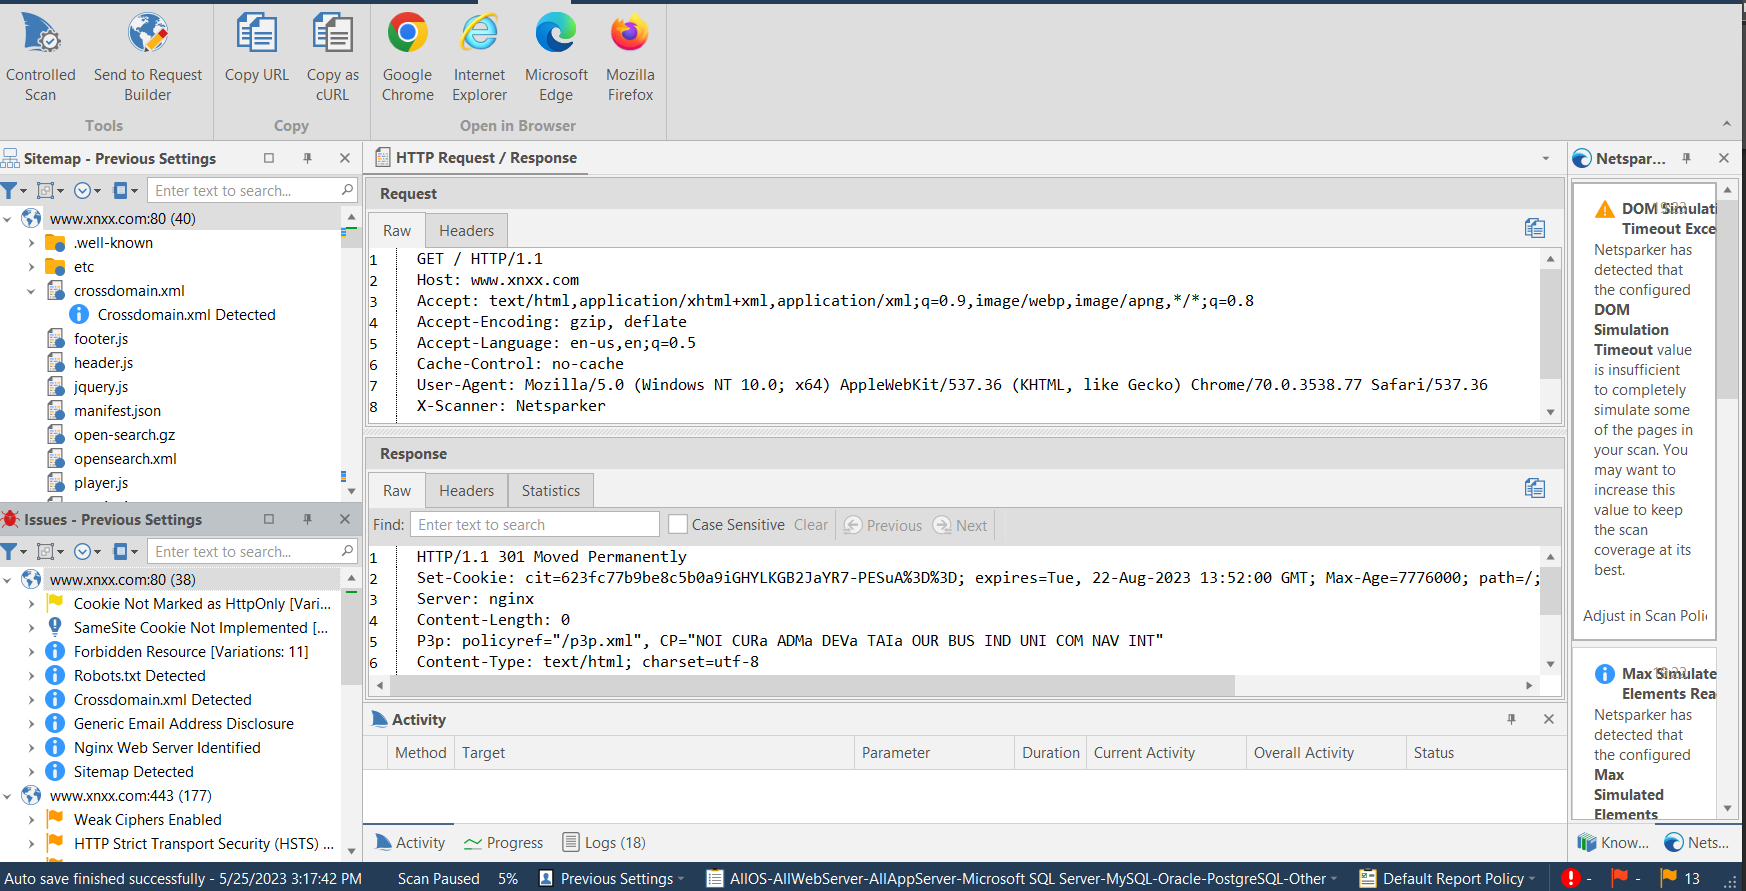 Controlled Scan
Send to Request Builder
Copy URL
Copy as cURL
Google Chrome
Internet Explorer
Microsoft Edge
Mozilla Firefox
Tools
Copy
Open in Browser
Sitemap - Previous Settings
Enter text to search...
www.xnxx.com:80 (40)
.well-known
etc
crossdomain.xml
Crossdomain.xml Detected
footer.js
header.js
jquery.js
manifest.json
open-search.gz
opensearch.xml
player.js
Issues - Previous Settings
Enter text to search...
www.xnxx.com:80 (38)
Cookie Not Marked as HttpOnly [Vari...
SameSite Cookie Not Implemented [...
Forbidden Resource [Variations: 11]
Robots.txt Detected
Crossdomain.xml Detected
Generic Email Address Disclosure
Nginx Web Server Identified
Sitemap Detected
www.xnxx.com:443 (177)
Weak Ciphers Enabled
HTTP Strict Transport Security (HSTS) ...
HTTP Request / Response
Request
Raw Headers
1 GET / HTTP/1.1
2 Host: www.xnxx.com
3 Accept: text/html,application/xhtml+xml,application/xml;q=0.9,image/webp,image/apng,*/*;q=0.8
4 Accept-Encoding: gzip, deflate
5 Accept-Language: en-us,en;q=0.5
6 Cache-Control: no-cache
7 User-Agent: Mozilla/5.0 (Windows NT 10.0; x64) AppleWebKit/537.36 (KHTML, like Gecko) Chrome/70.0.3538.77 Safari/537.36
8 X-Scanner: Netsparker
Response
Raw Headers Statistics
Find: Enter text to search Case Sensitive Clear Previous Next
1 HTTP/1.1 301 Moved Permanently
2 Set-Cookie: cit=623fc77b9be8c5b0a9iGHYLKGB2JaYR7-PESuA%3D%3D; expires=Tue, 22-Aug-2023 13:52:00 GMT; Max-Age=7776000; path=/;
3 Server: nginx
4 Content-Length: 0
5 P3p: policyref="/p3p.xml", CP="NOI CURa ADMa DEVa TAIa OUR BUS IND UNI COM NAV INT"
6 Content-Type: text/html; charset=utf-8
Activity
Method Target Parameter Duration Current Activity Overall Activity Status
Activity Progress Logs (18)
Netspar...
DOM Simulati
Timeout Exce
Netsparker has
detected that
the configured
DOM
Simulation
Timeout value
is insufficient
to completely
simulate some
of the pages in
your scan. You
may want to
increase this
value to keep
the scan
coverage at its
best.
Adjust in Scan Poli
Max Simulate
Elements Rea
Netsparker has
detected that
the configured
Max
Simulated
Elements
Know... Nets...
Auto save finished successfully - 5/25/2023 3:17:42 PM Scan Paused 5% Previous Settings AllOS-AllWebServer-AllAppServer-Microsoft SQL Server-MySQL-Oracle-PostgreSQL-Other Default Report Policy - - 13